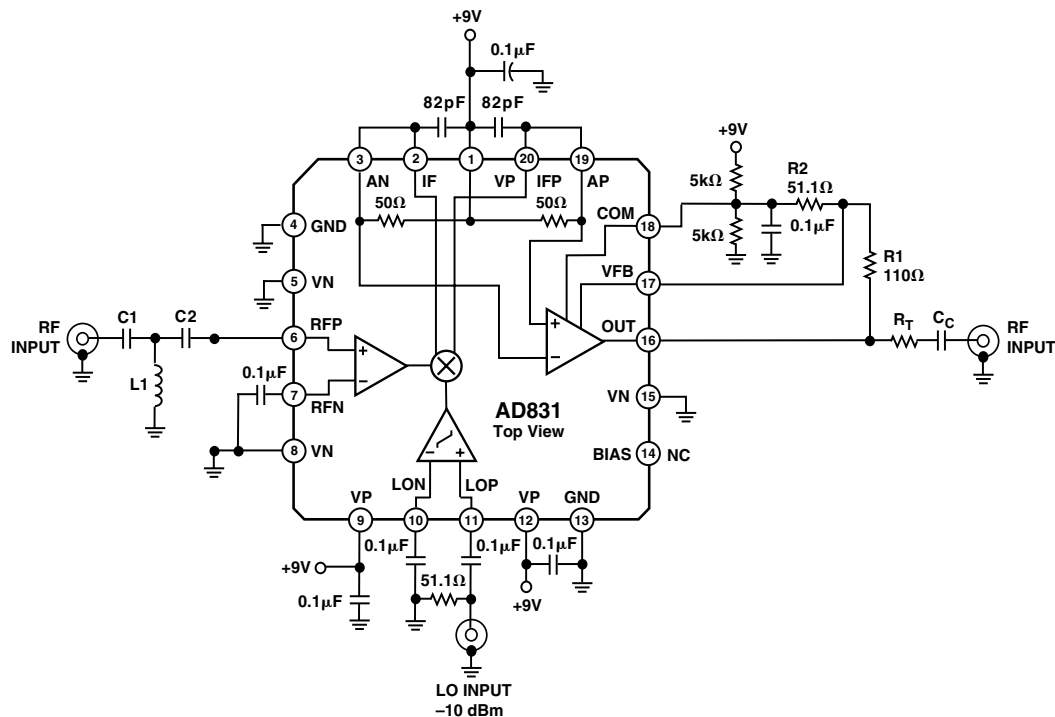 +9V
0.1µF
82pF 82pF
+9V
3 2 1 20 19
AN IF VP IFP AP
R2
51.1Ω
5kΩ
50Ω 50Ω
COM
18
0.1µF
5kΩ
4 GND
R1
110Ω
VFB
17
5 VN
C1 C2
RF
INPUT
6
RFP
OUT
16
RT CC
RF
INPUT
L1
0.1µF
+
−
+
−
7
RFN
AD831
Top View
VN
15
8 VN
− +
BIAS
14
NC
LON LOP
VP
VP GND
9 10 11 12 13
0.1µF 0.1µF 0.1µF
+9V
51.1Ω
0.1µF
+9V
LO INPUT
–10 dBm